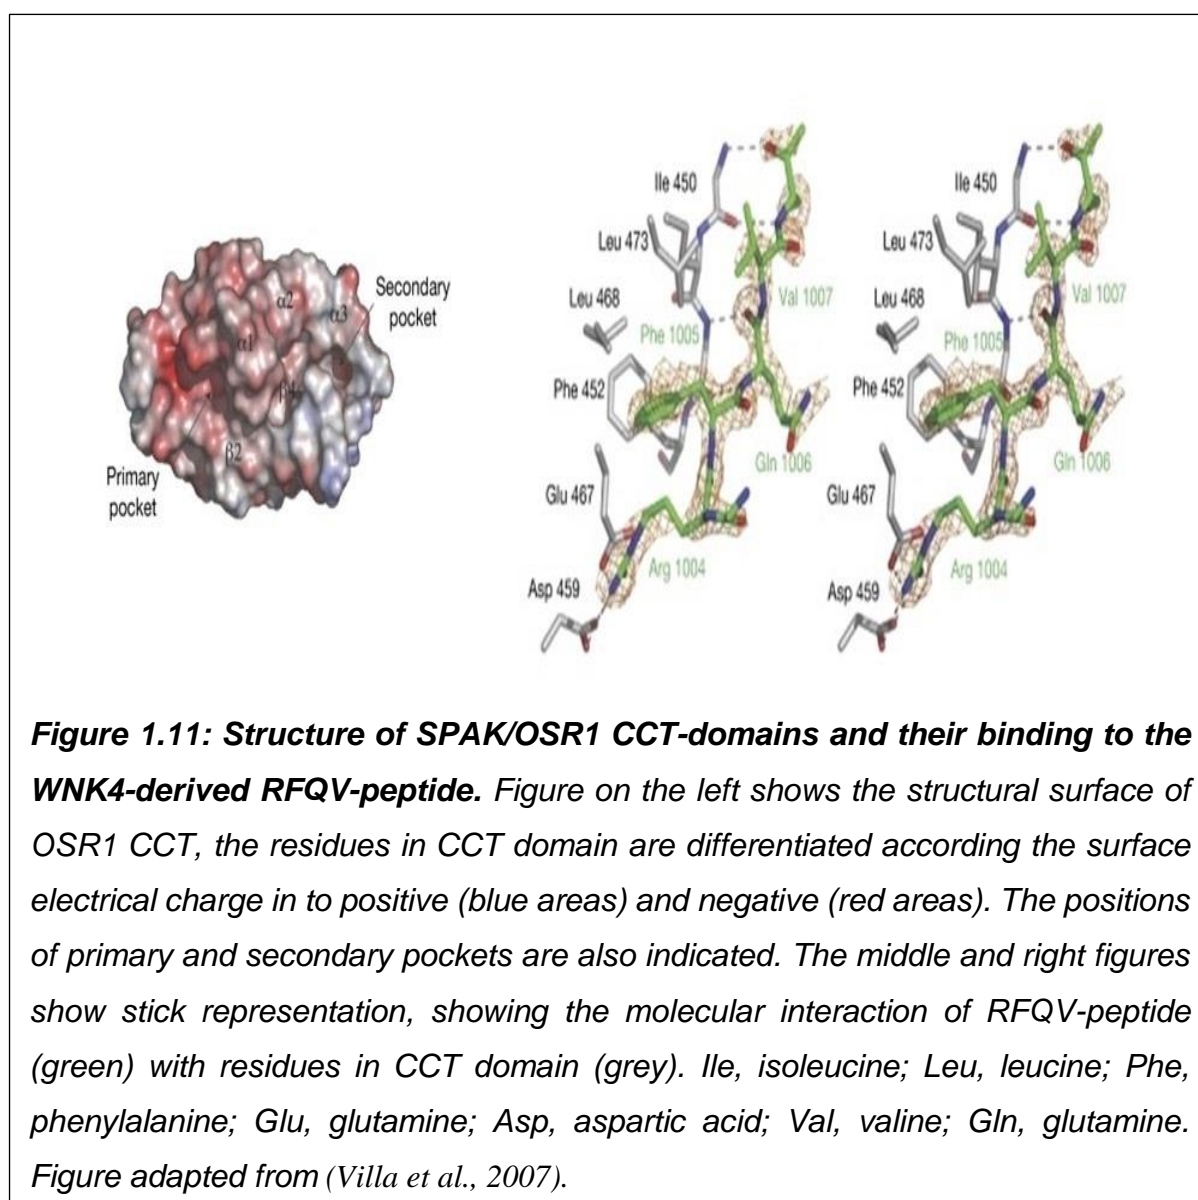 Ile 450
Leu 473
Leu 468
Phe 1005
Val 1007
Phe 452
Gln 1006
Glu 467
Arg 1004
Asp 459
Ile 450
Leu 473
Leu 468
Phe 1005
Val 1007
Phe 452
Gln 1006
Glu 467
Arg 1004
Asp 459
Secondary
pocket
α2
α3
α1
β4
β2
Primary
pocket
Figure 1.11: Structure of SPAK/OSR1 CCT-domains and their binding to the
WNK4-derived RFQV-peptide. Figure on the left shows the structural surface of
OSR1 CCT, the residues in CCT domain are differentiated according the surface
electrical charge in to positive (blue areas) and negative (red areas). The positions
of primary and secondary pockets are also indicated. The middle and right figures
show stick representation, showing the molecular interaction of RFQV-peptide
(green) with residues in CCT domain (grey). Ile, isoleucine; Leu, leucine; Phe,
phenylalanine; Glu, glutamine; Asp, aspartic acid; Val, valine; Gln, glutamine.
Figure adapted from (Villa et al., 2007).